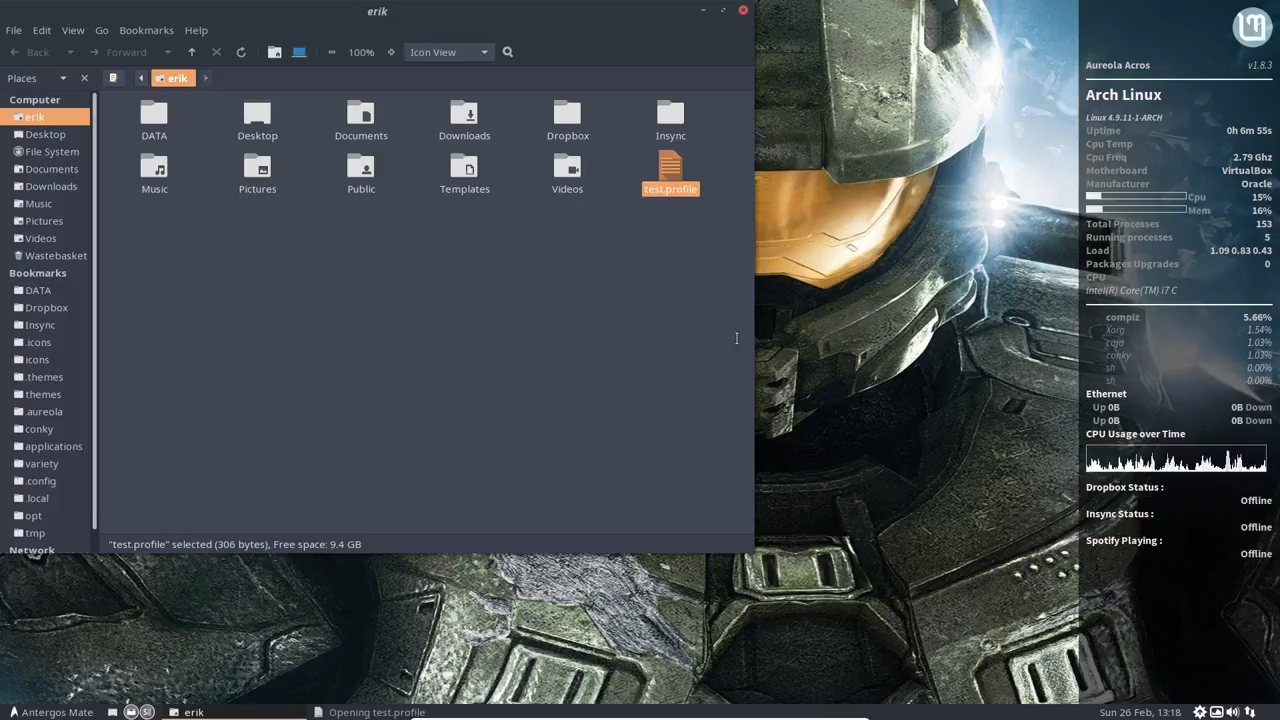 erik
File Edit View Go Bookmarks Help
Back Forward 100% Icon View
Places erik
Computer
erik
Desktop
File System
Documents
Downloads
Music
Pictures
Videos
Wastebasket
Bookmarks
DATA
Dropbox
Insync
.icons
icons
.themes
themes
.aureola
conky
applications
variety
.config
.local
opt
tmp
Network
DATA Desktop Documents Downloads Dropbox Insync
Music Pictures Public Templates Videos test.profile
"test.profile" selected (306 bytes), Free space: 9.4 GB
Aureola Acros v1.8.3
Arch Linux
Linux 4.9.11-1-ARCH
Uptime 0h 6m 55s
Cpu Temp
Cpu Freq 2.79 Ghz
Motherboard VirtualBox
Manufacturer Oracle
Cpu 15%
Mem 16%
Total Processes 153
Running processes 5
Load 1.09 0.83 0.43
Packages Upgrades 0
CPU
Intel(R) Core(TM) i7 C
compiz 5.66%
Xorg 1.54%
caja 1.03%
conky 1.03%
sh 0.00%
sh 0.00%
Ethernet
Up 0B 0B Down
Up 0B 0B Down
CPU Usage over Time
Dropbox Status :
Offline
Insync Status :
Offline
Spotify Playing :
Offline
Antergos Mate erik Opening test.profile Sun 26 Feb, 13:18